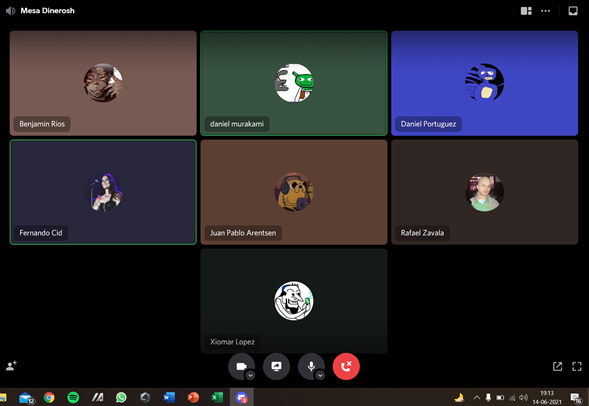 Mesa Dinerosh
Benjamin Rios
daniel murakami
Daniel Portuguez
Fernando Cid
Juan Pablo Arentsen
Rafael Zavala
Xiomar Lopez
12
19:13
14-06-2021